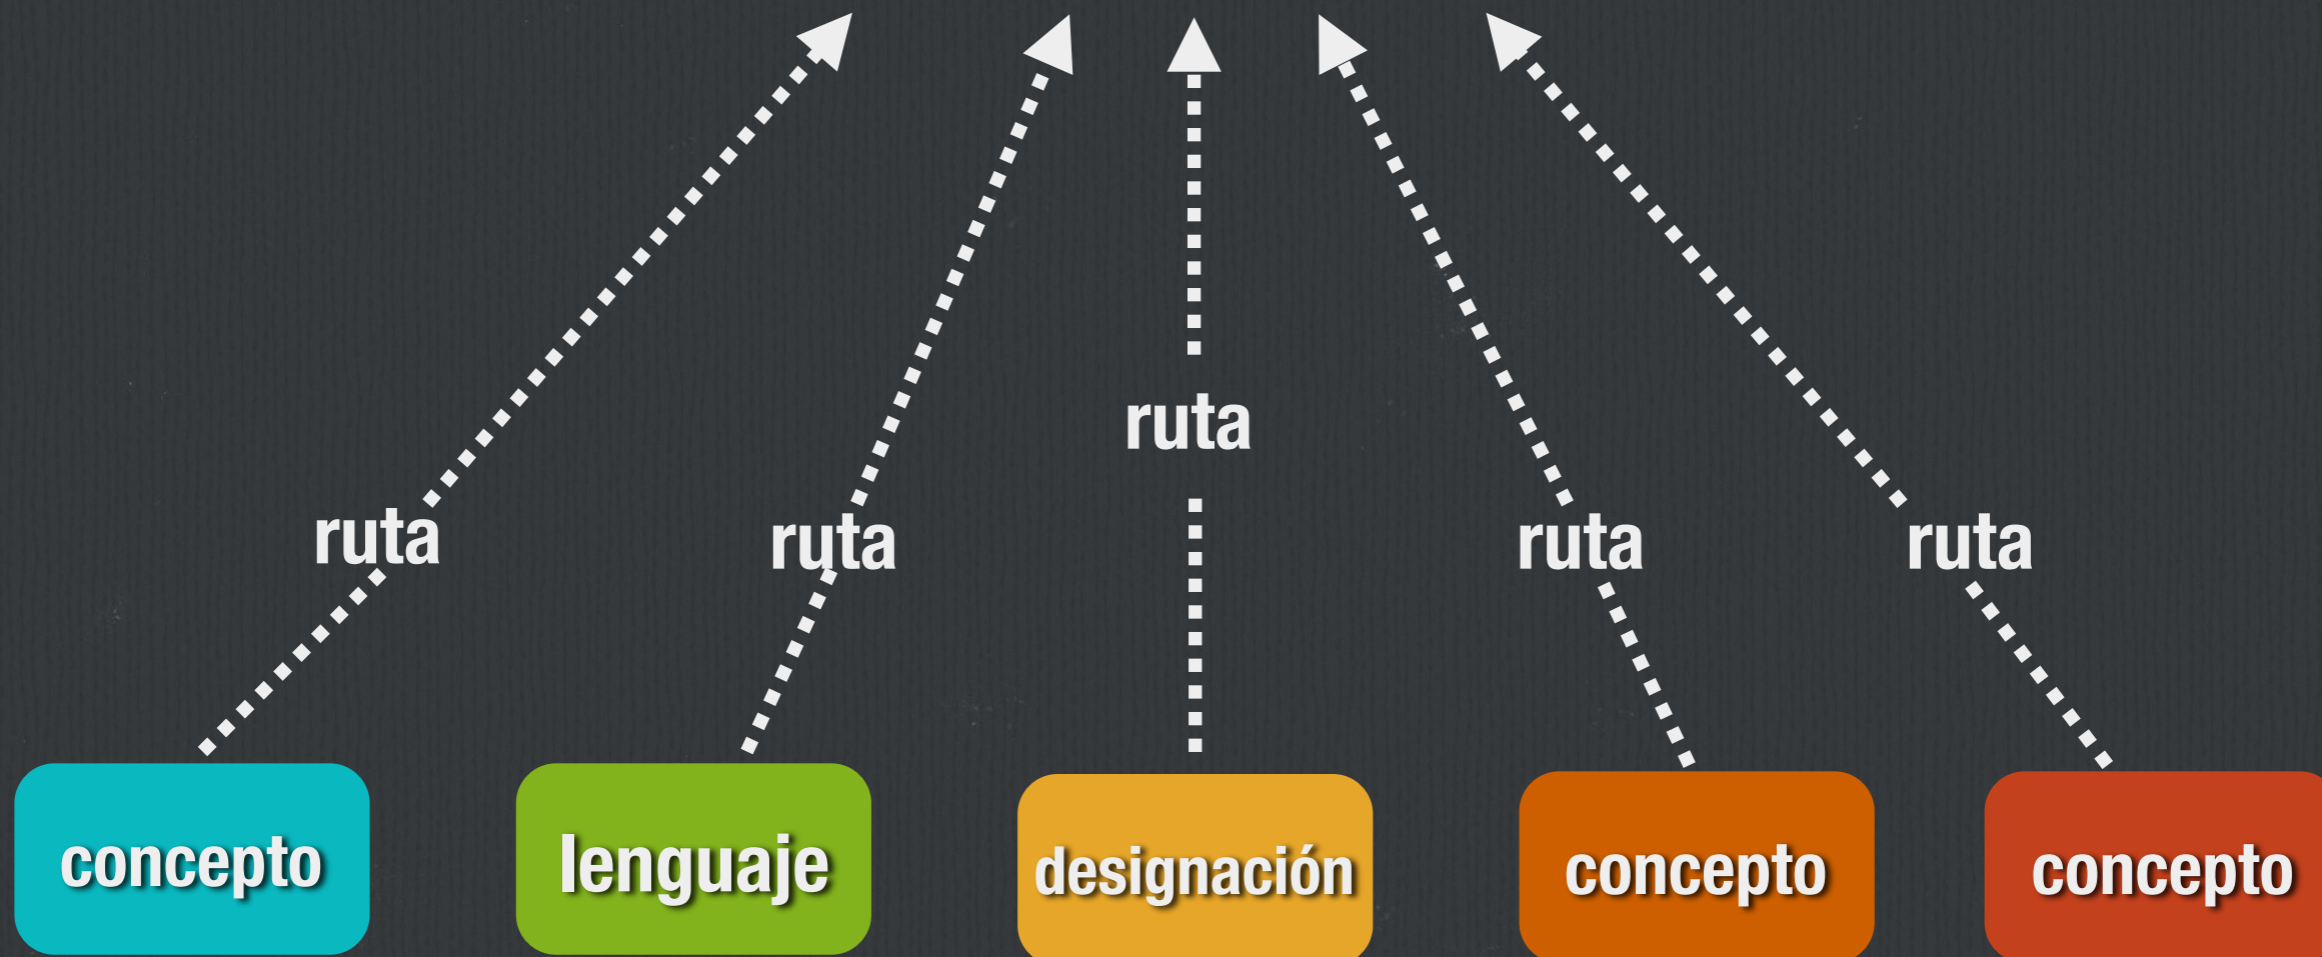 ruta
ruta
ruta
ruta
ruta
concepto
lenguaje
designación
concepto
concepto